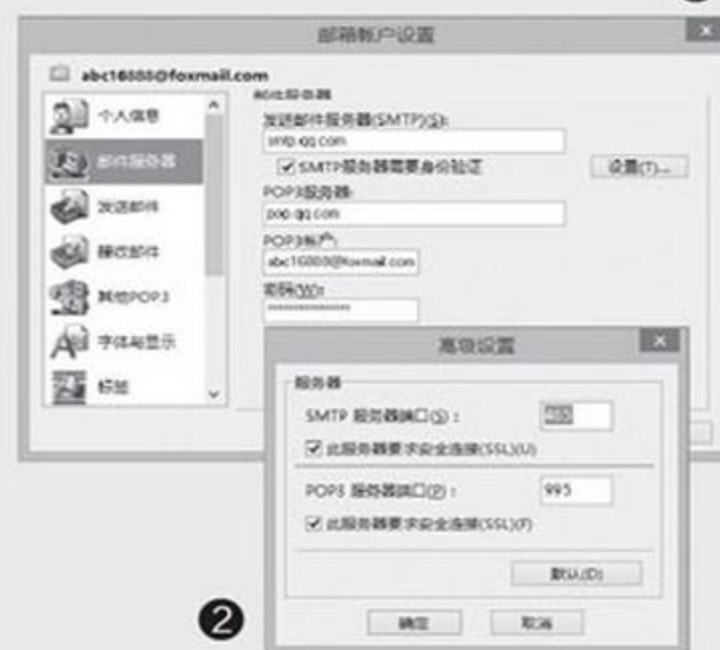 邮箱帐户设置
abc16888@foxmail.com
邮件服务器
个人信息
邮件服务器
发送邮件
接收邮件
其他POP3
字体与显示
标签
发送邮件服务器(SMTP)(S):
smtp.qq.com
SMTP服务器需要身份验证
设置(T)...
POP3服务器:
pop.qq.com
POP3帐户:
abc16888@foxmail.com
密码(W):
***************
高级设置
服务器
SMTP 服务器端口(S):
此服务器要求安全连接(SSL)(U)
POP3 服务器端口(P): 995
此服务器要求安全连接(SSL)(F)
默认(D)
确定 取消
2